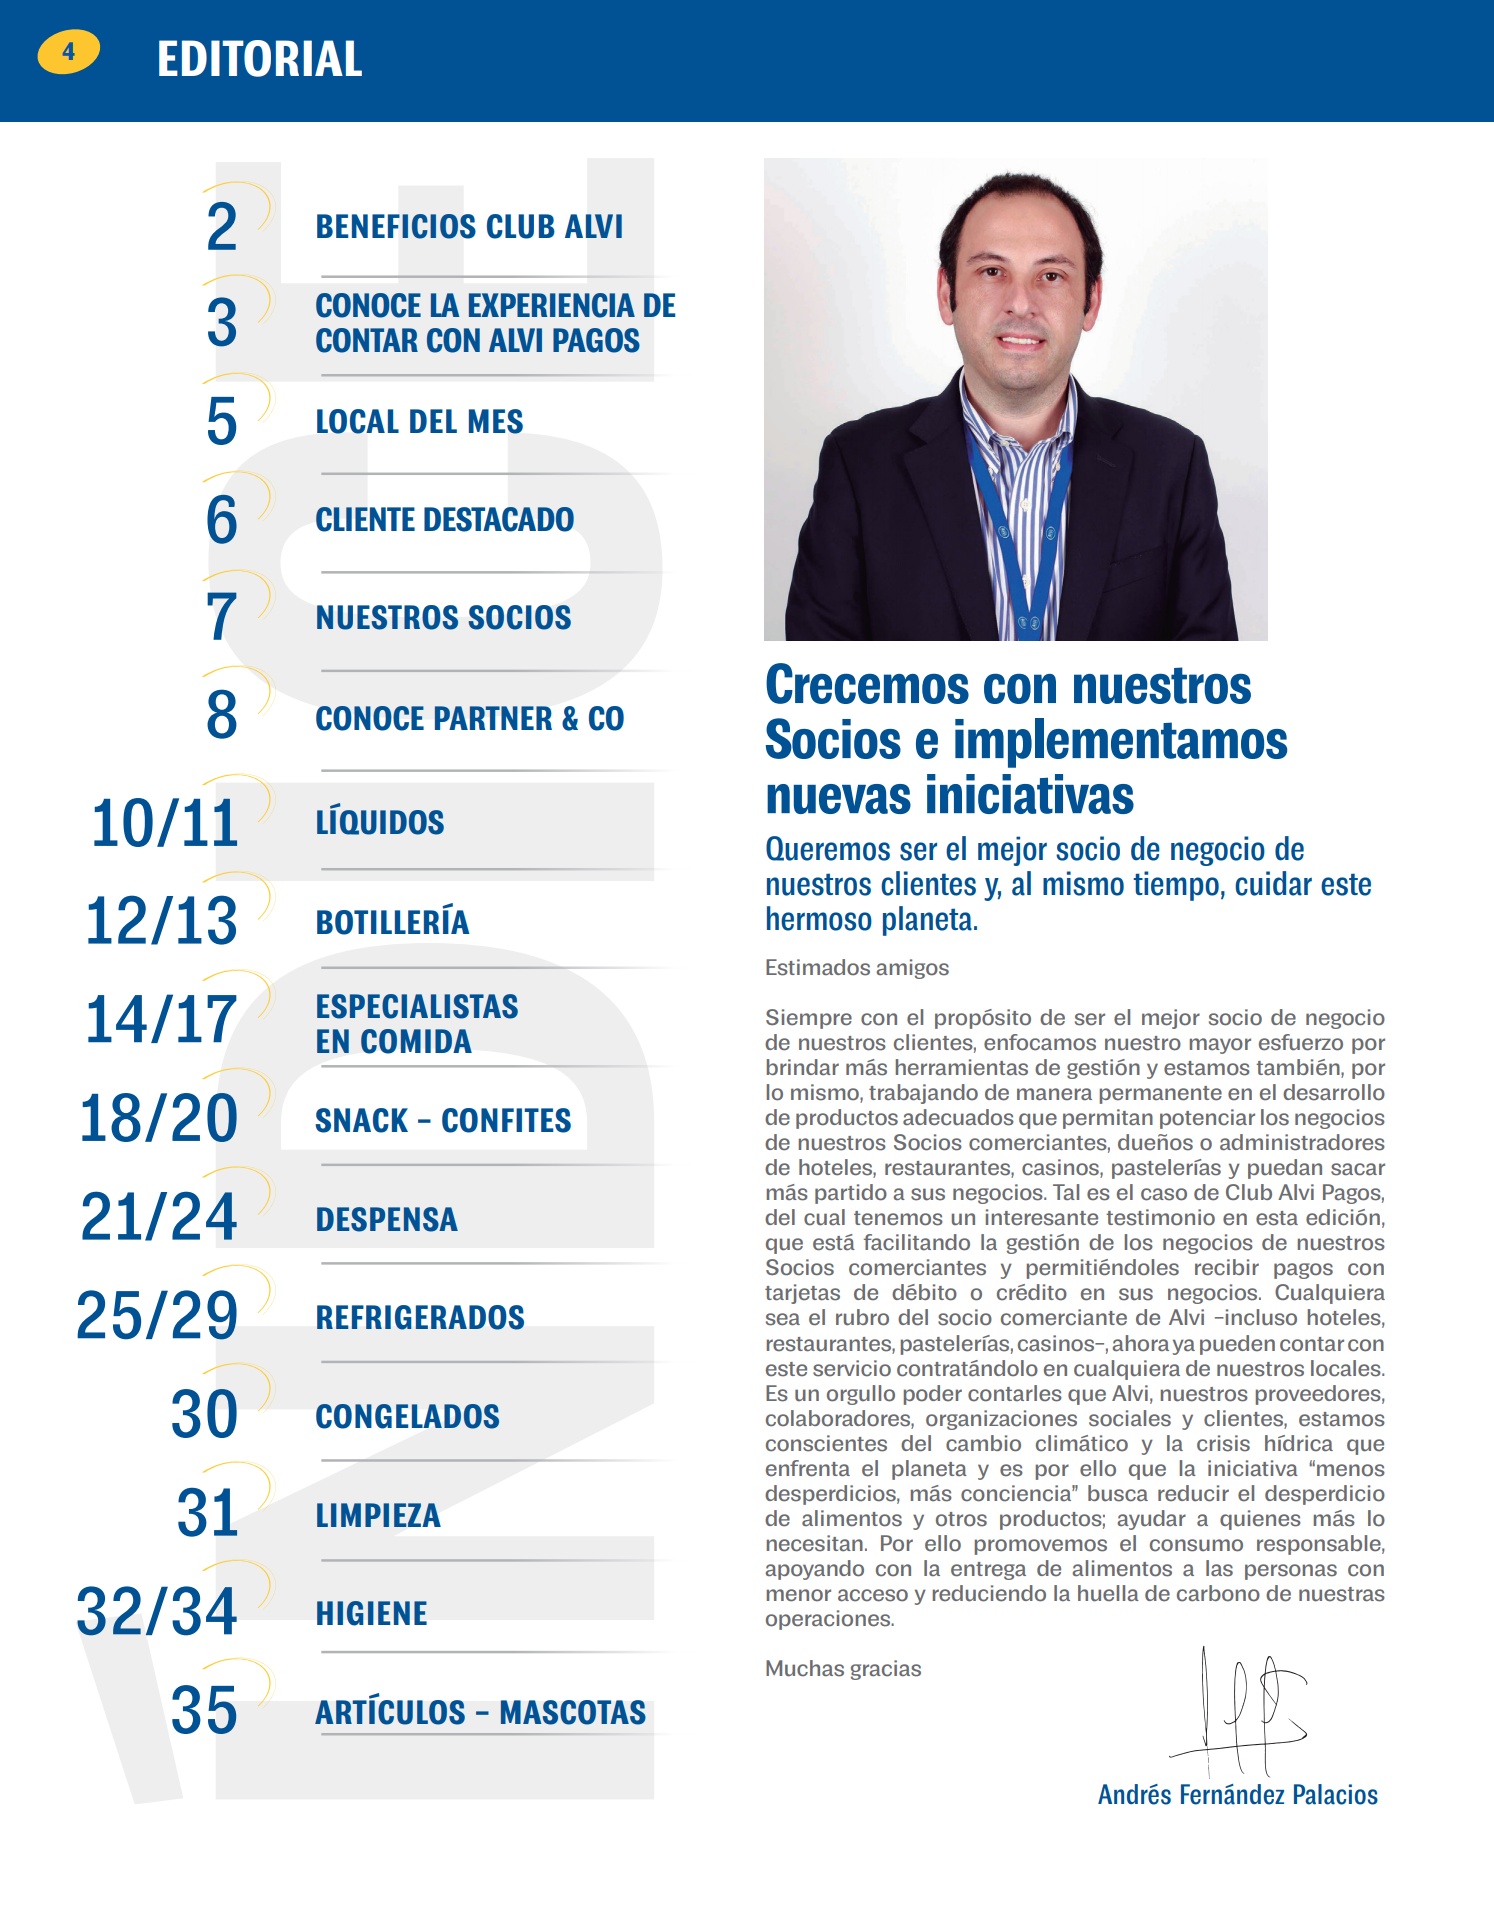 4
EDITORIAL
2
BENEFICIOS CLUB ALVI
3
CONOCE LA EXPERIENCIA DE
CONTAR CON ALVI PAGOS
5
LOCAL DEL MES
6
CLIENTE DESTACADO
7
NUESTROS SOCIOS
8
CONOCE PARTNER & CO
10/11
LÍQUIDOS
12/13
BOTILLERÍA
14/17
ESPECIALISTAS
EN COMIDA
18/20
SNACK – CONFITES
21/24
DESPENSA
25/29
REFRIGERADOS
30
CONGELADOS
31
LIMPIEZA
32/34
HIGIENE
35
ARTÍCULOS – MASCOTAS
ÍNDICE
Crecemos con nuestros
Socios e implementamos
nuevas iniciativas
Queremos ser el mejor socio de negocio de
nuestros clientes y, al mismo tiempo, cuidar este
hermoso planeta.
Estimados amigos
Siempre con el propósito de ser el mejor socio de negocio
de nuestros clientes, enfocamos nuestro mayor esfuerzo por
brindar más herramientas de gestión y estamos también, por
lo mismo, trabajando de manera permanente en el desarrollo
de productos adecuados que permitan potenciar los negocios
de nuestros Socios comerciantes, dueños o administradores
de hoteles, restaurantes, casinos, pastelerías y puedan sacar
más partido a sus negocios. Tal es el caso de Club Alvi Pagos,
del cual tenemos un interesante testimonio en esta edición,
que está facilitando la gestión de los negocios de nuestros
Socios comerciantes y permitiéndoles recibir pagos con
tarjetas de débito o crédito en sus negocios. Cualquiera
sea el rubro del socio comerciante de Alvi –incluso hoteles,
restaurantes, pastelerías, casinos–, ahora ya pueden contar con
este servicio contratándolo en cualquiera de nuestros locales.
Es un orgullo poder contarles que Alvi, nuestros proveedores,
colaboradores, organizaciones sociales y clientes, estamos
conscientes del cambio climático y la crisis hídrica que
enfrenta el planeta y es por ello que la iniciativa “menos
desperdicios, más conciencia” busca reducir el desperdicio
de alimentos y otros productos; ayudar a quienes más lo
necesitan. Por ello promovemos el consumo responsable,
apoyando con la entrega de alimentos a las personas con
menor acceso y reduciendo la huella de carbono de nuestras
operaciones.
Muchas gracias
Andrés Fernández Palacios